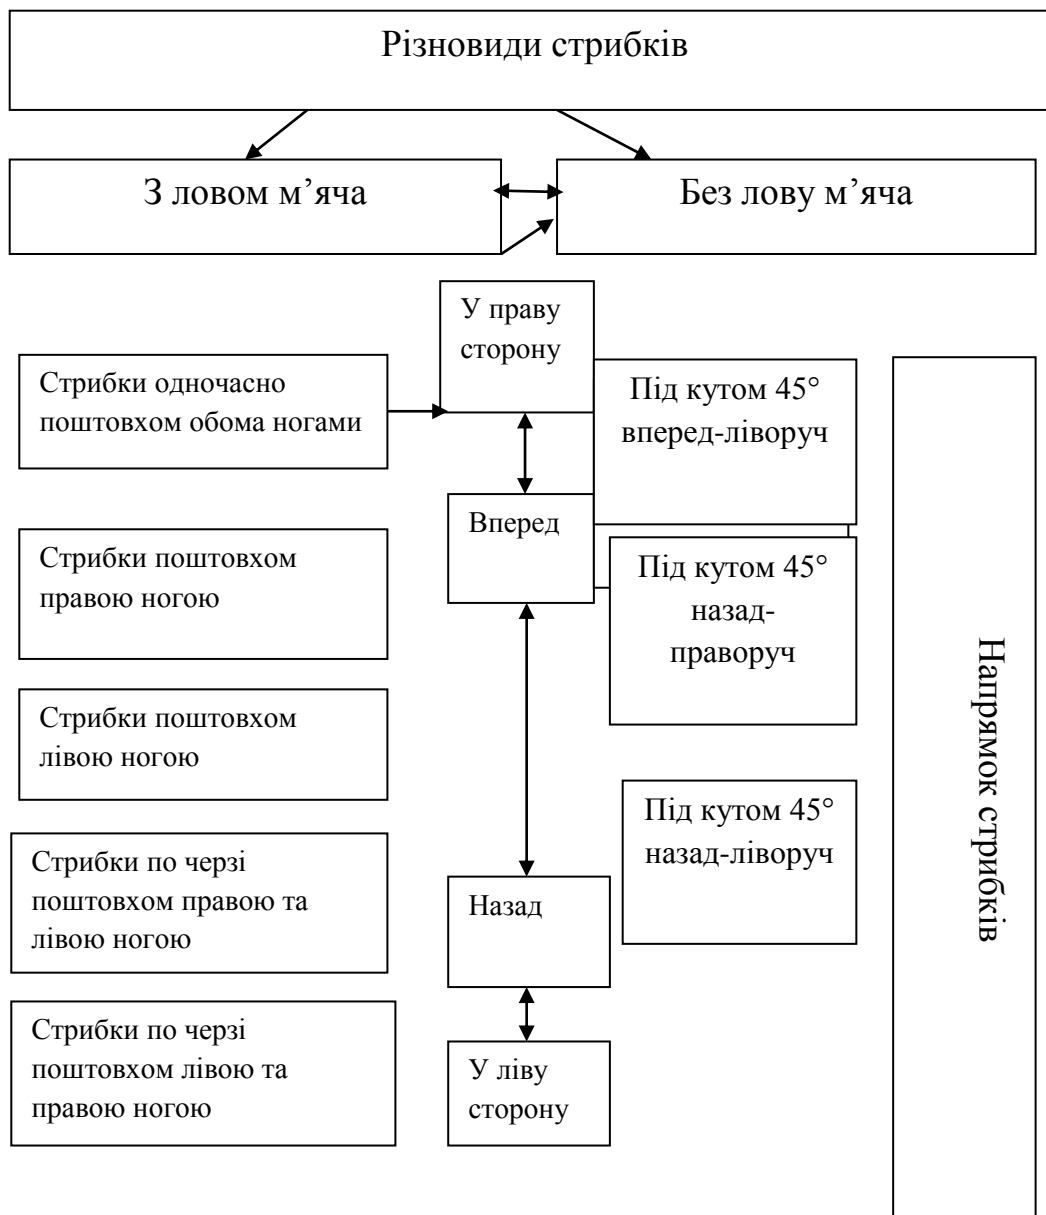 Різновиди стрибків
З ловом м’яча
Без лову м’яча
У праву
сторону
Стрибки одночасно
поштовхом обома ногами
Під кутом 45°
вперед-ліворуч
Вперед
Стрибки поштовхом
правою ногою
Під кутом 45°
назад-
праворуч
Стрибки поштовхом
лівою ногою
Під кутом 45°
назад-ліворуч
Стрибки по черзі
поштовхом правою та
лівою ногою
Назад
Стрибки по черзі
поштовхом лівою та
правою ногою
У ліву
сторону
Напрямок стрибків